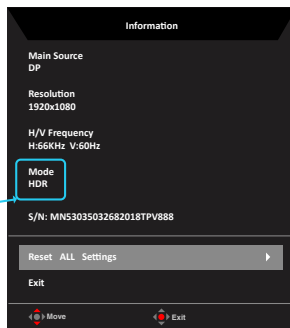 Information
Main Source
DP
Resolution
1920x1080
H/V Frequency
H:66KHz V:60Hz
Mode
HDR
S/N: MN53035032682018TPV888
Reset ALL Settings
Exit
Move Exit